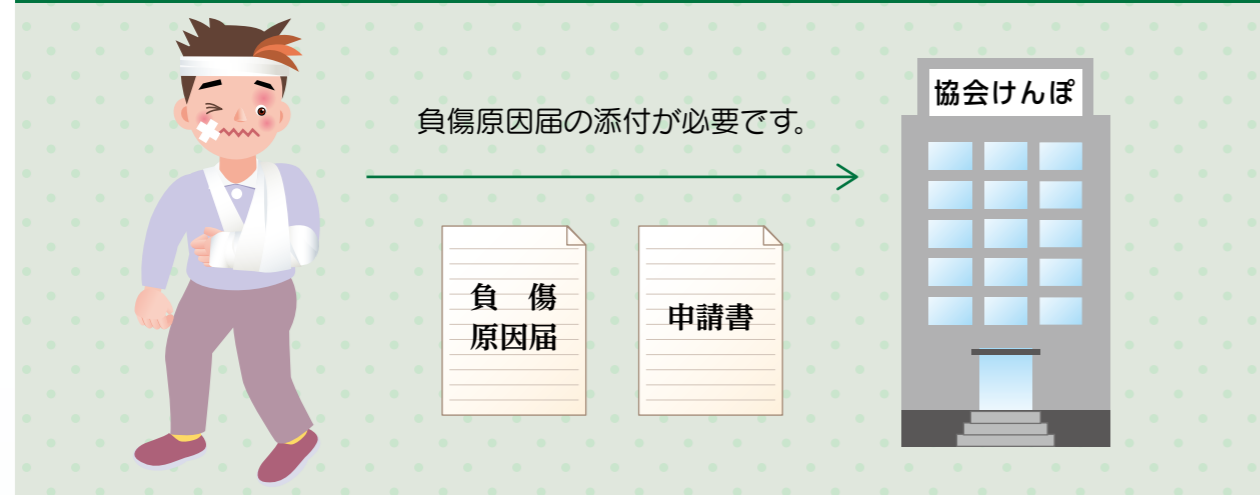 協会けんぽ
負傷原因届の添付が必要です。
負　傷
原因届
申請書